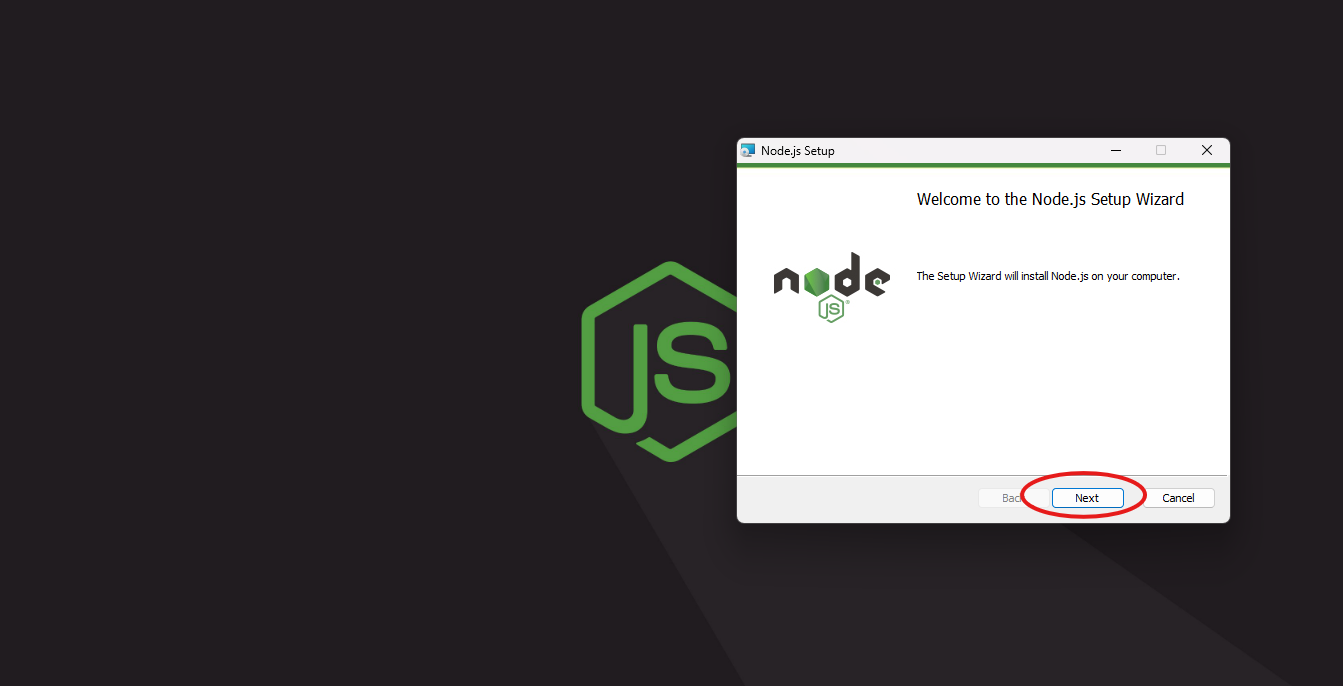 Node.js Setup
Welcome to the Node.js Setup Wizard
node
JS
The Setup Wizard will install Node.js on your computer.
JS
Back Next Cancel